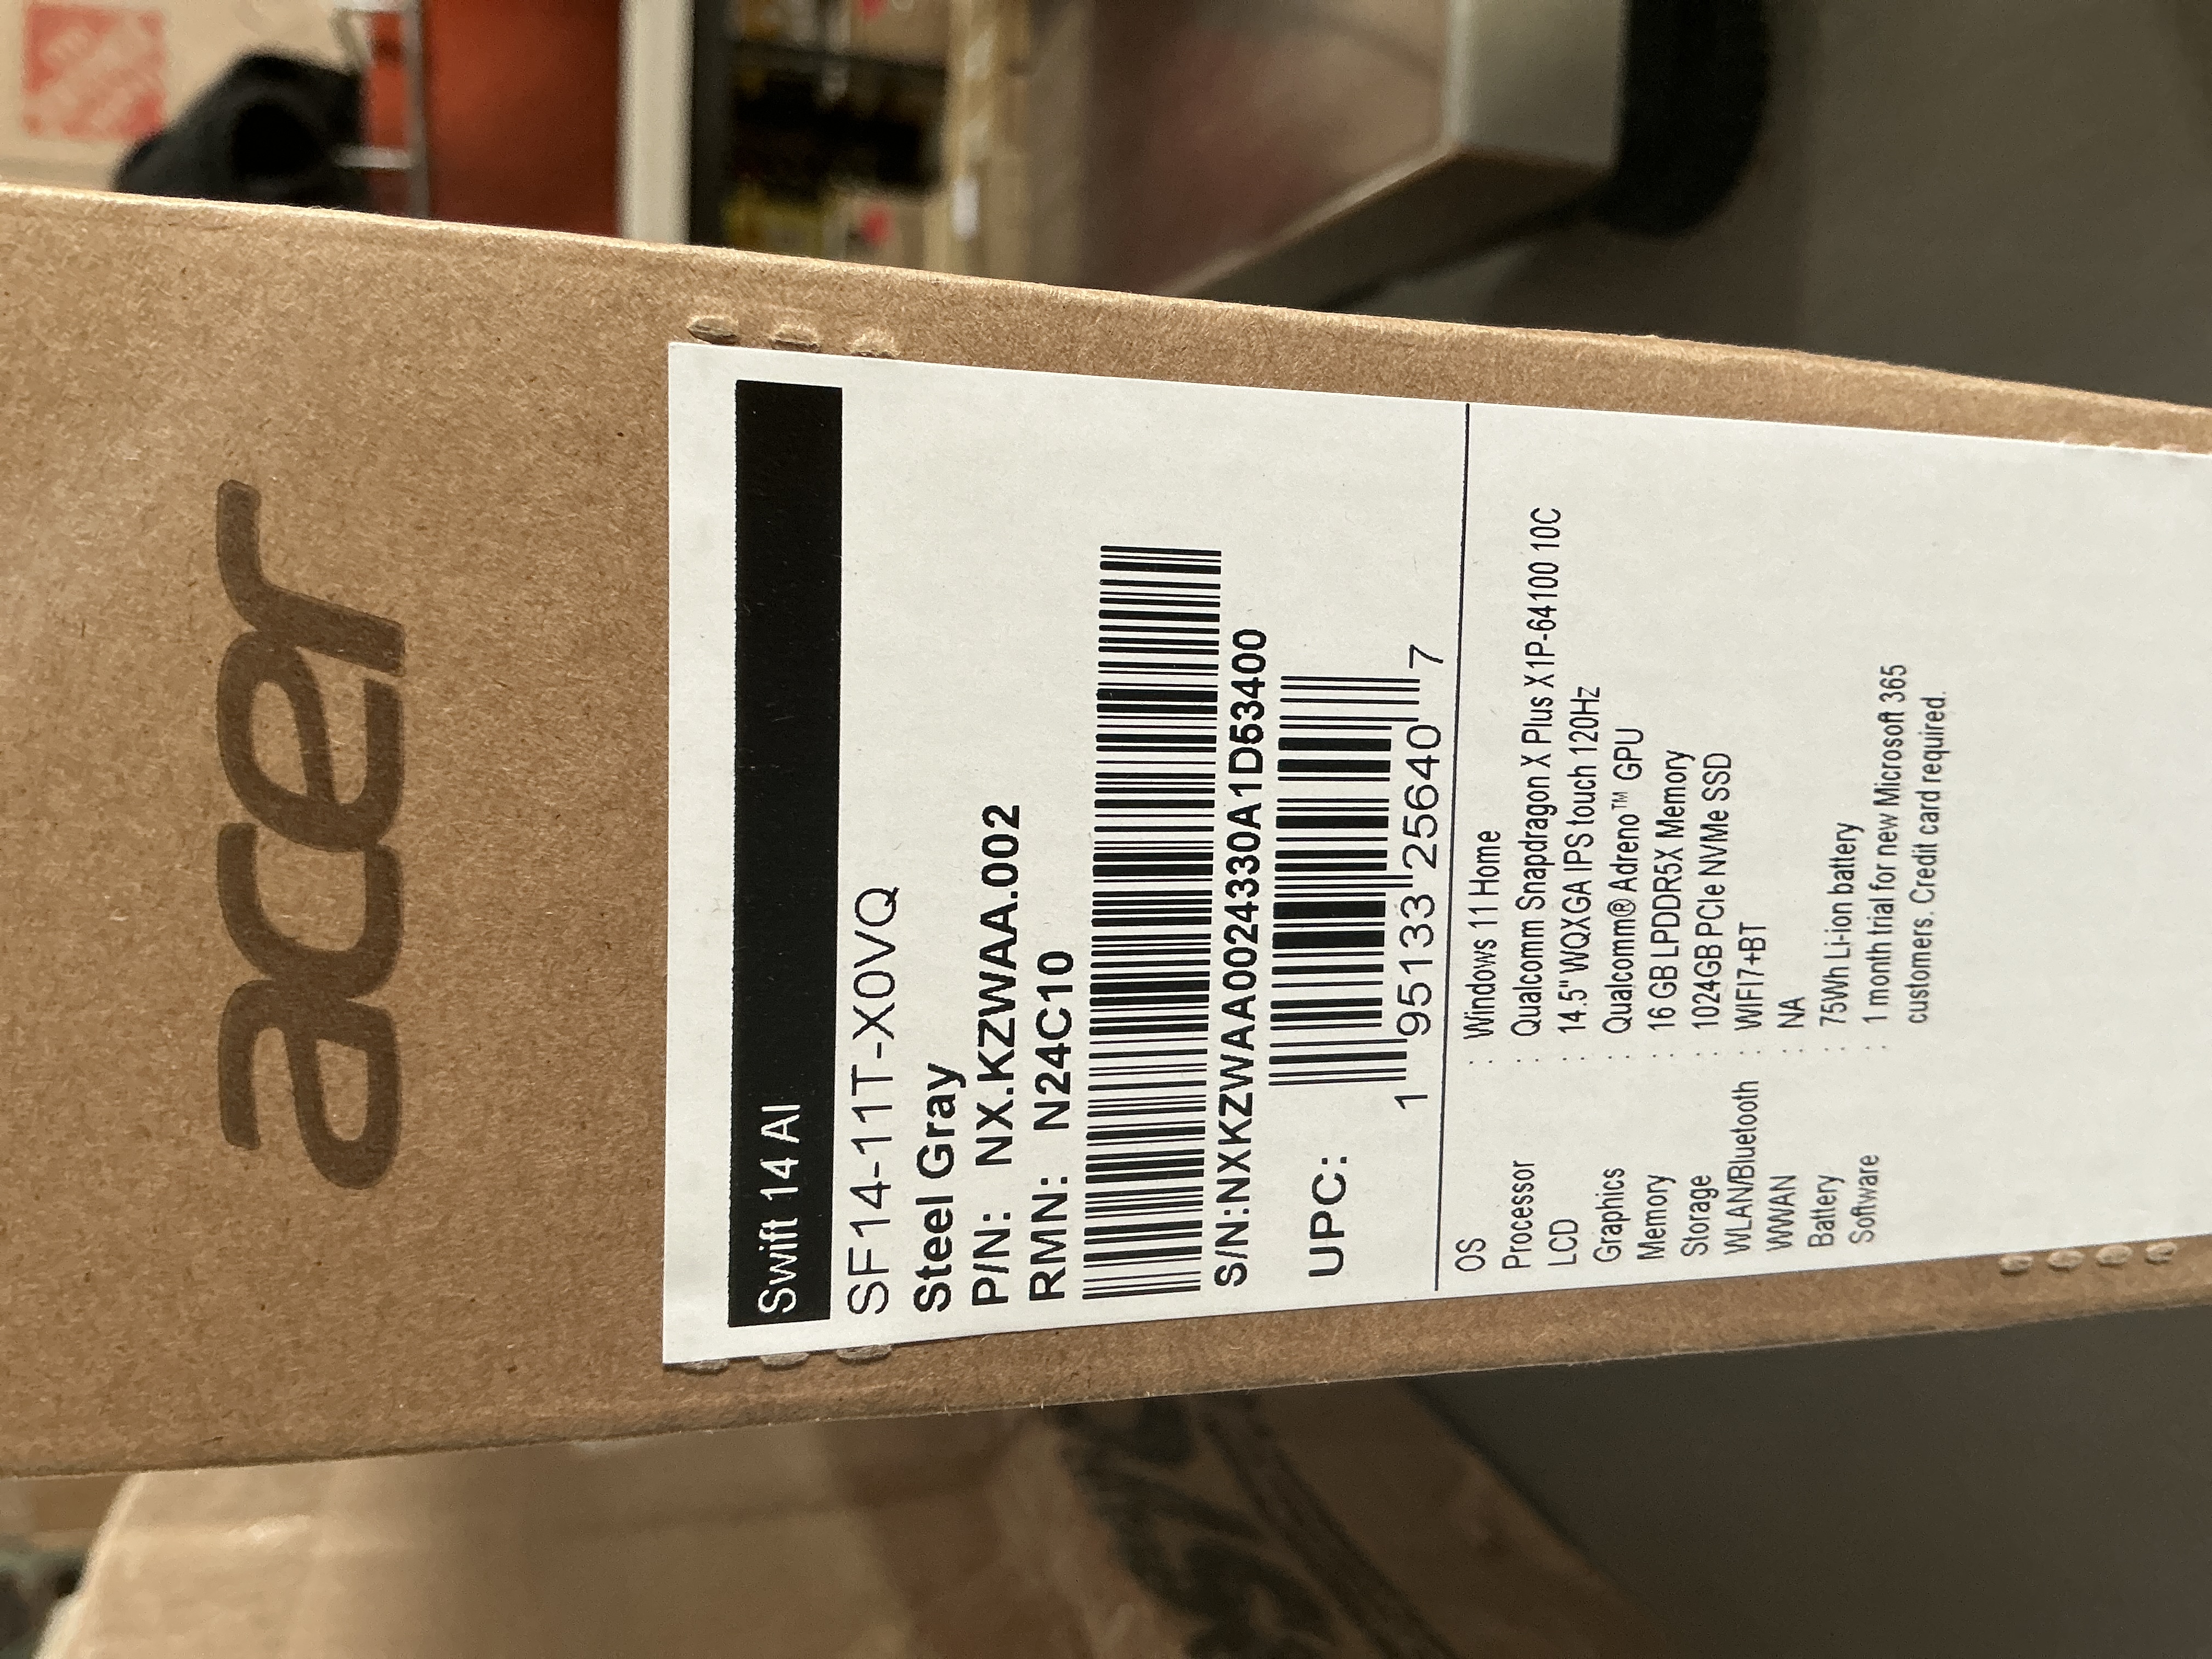 acer
Swift 14 AI
SF14-11T-X0VQ
Steel Gray
P/N: NX.KZWAA.002
RMN: N24C10
S/N:NXKZWAA0024330A1D53400
UPC: 1 95133 25640 7
OS : Windows 11 Home
Processor : Qualcomm Snapdragon X Plus X1P-64100 10C
LCD : 14.5" WQXGA IPS touch 120Hz
Graphics : Qualcomm® Adreno™ GPU
Memory : 16 GB LPDDR5X Memory
Storage : 1024GB PCIe NVMe SSD
WLAN/Bluetooth : WIFI7+BT
WWAN : NA
Battery : 75Wh Li-ion battery
Software : 1 month trial for new Microsoft 365
customers. Credit card required.